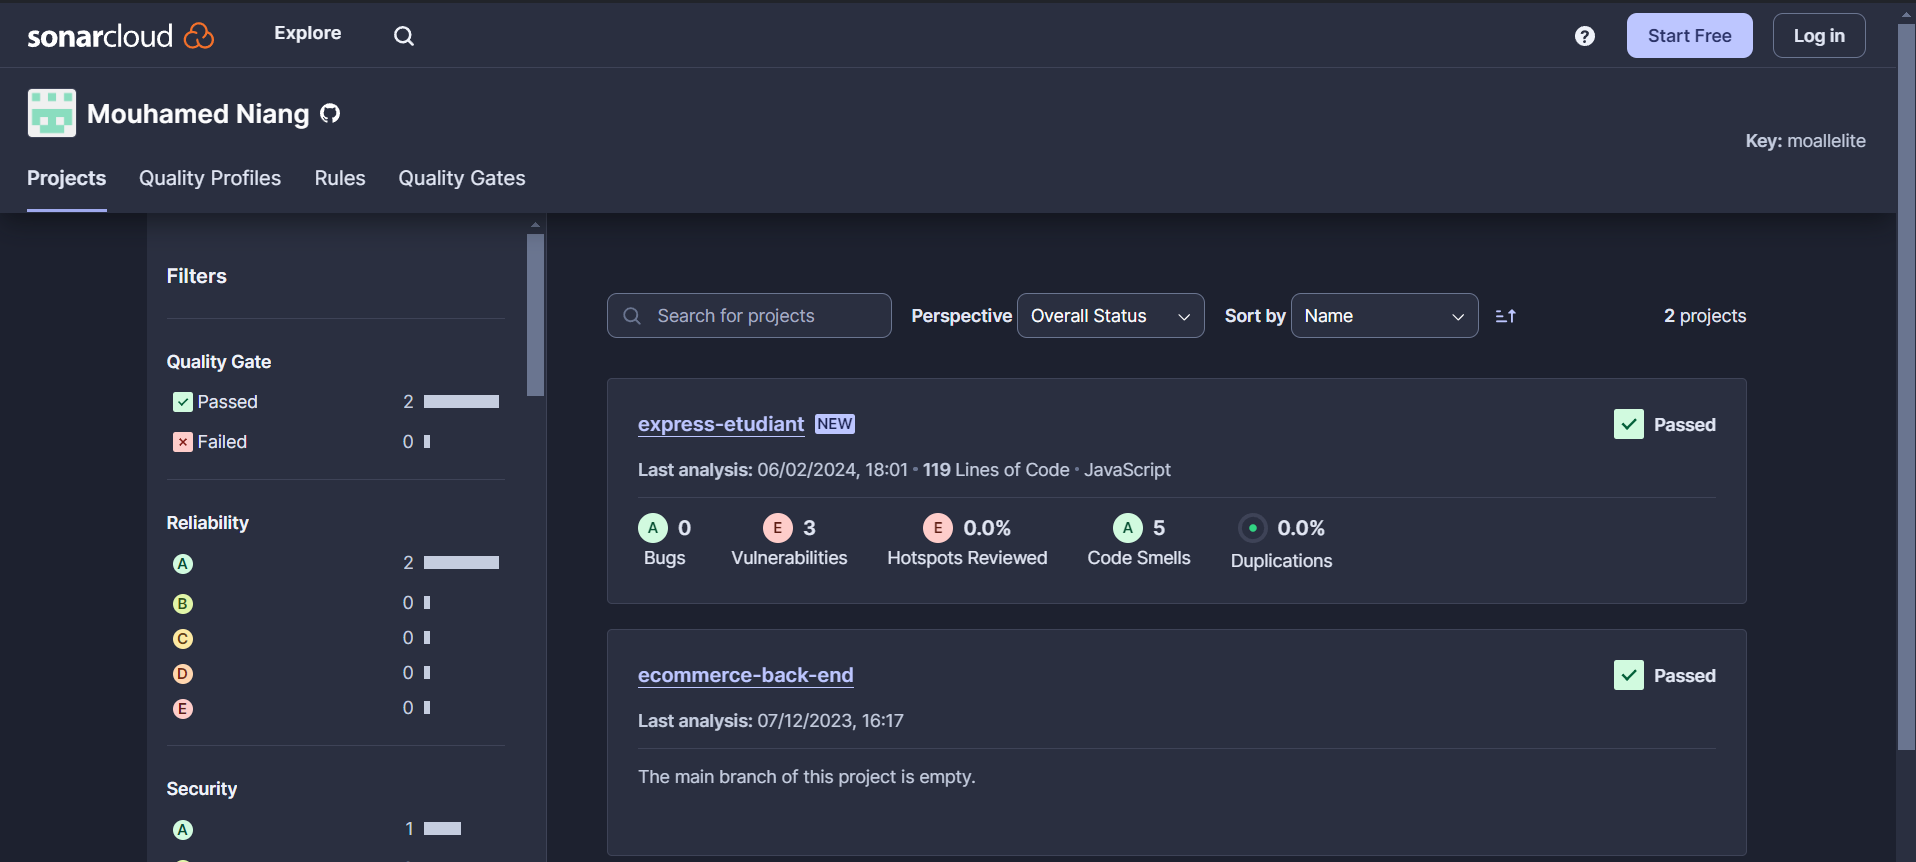 sonarcloud Explore Start Free Log in
Mouhamed Niang
Key: moallelite
Projects Quality Profiles Rules Quality Gates
Filters
Quality Gate
Passed 2
Failed 0
Reliability
A 2
B 0
C 0
D 0
E 0
Security
A 1
Search for projects Perspective Overall Status Sort by Name 2 projects
express-etudiant NEW Passed
Last analysis: 06/02/2024, 18:01 • 119 Lines of Code • JavaScript
A 0 E 3 E 0.0% A 5 0.0%
Bugs Vulnerabilities Hotspots Reviewed Code Smells Duplications
ecommerce-back-end Passed
Last analysis: 07/12/2023, 16:17
The main branch of this project is empty.